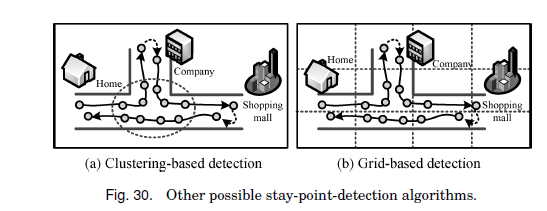 Home
Company
Shopping
mall
Home
Company
Shopping
mall
(a) Clustering-based detection
(b) Grid-based detection
Fig. 30. Other possible stay-point-detection algorithms.